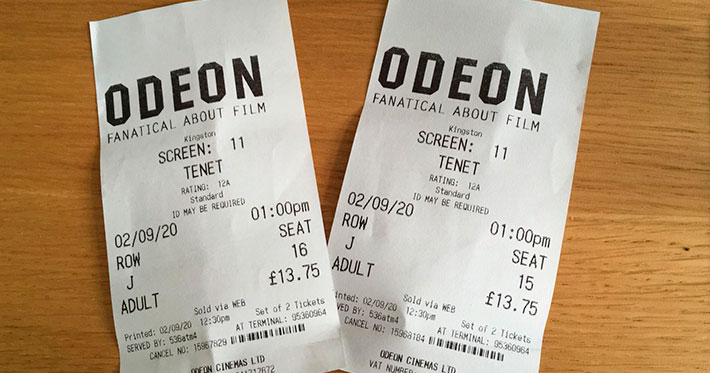 ODEON
FANATICAL ABOUT FILM
Kingston
SCREEN: 11
TENET
RATING: 12A
Standard
ID MAY BE REQUIRED
02/09/20 01:00pm
ROW SEAT
J 16
ADULT £13.75
Sold via WEB
Printed: 02/09/20 12:30pm Set of 2 Tickets
SERVED BY: 536atm4 AT TERMINAL: 95360964
CANCEL NO: 15967829
ODEON CINEMAS LTD
ODEON
FANATICAL ABOUT FILM
Kingston
SCREEN: 11
TENET
RATING: 12A
Standard
ID MAY BE REQUIRED
02/09/20 01:00pm
ROW SEAT
J 15
ADULT £13.75
Sold via WEB
Printed: 02/09/20 12:30pm Set of 2 Tickets
SERVED BY: 536atm4 AT TERMINAL: 95360964
CANCEL NO: 15968104
ODEON CINEMAS LTD
VAT NUMBER